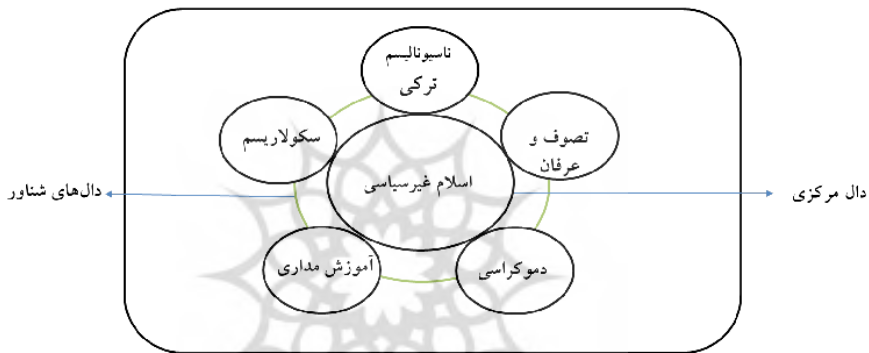 ناسیونالیسم
ترکی
تصوف و
عرفان
سکولاریسم
اسلام غیرسیاسی
دال مرکزی
دال‌های شناور
دموکراسی
آموزش مداری